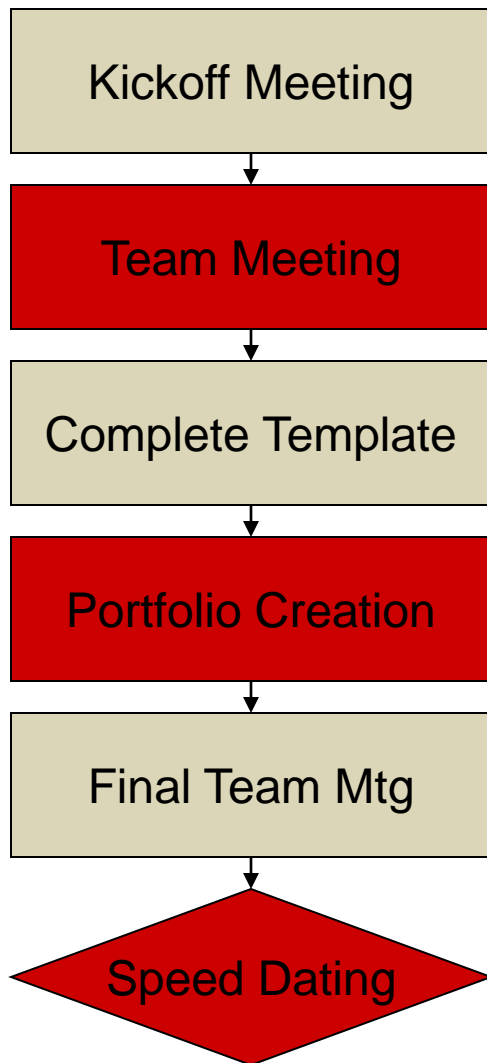 Kickoff Meeting
Team Meeting
Complete Template
Portfolio Creation
Final Team Mtg
Speed Dating